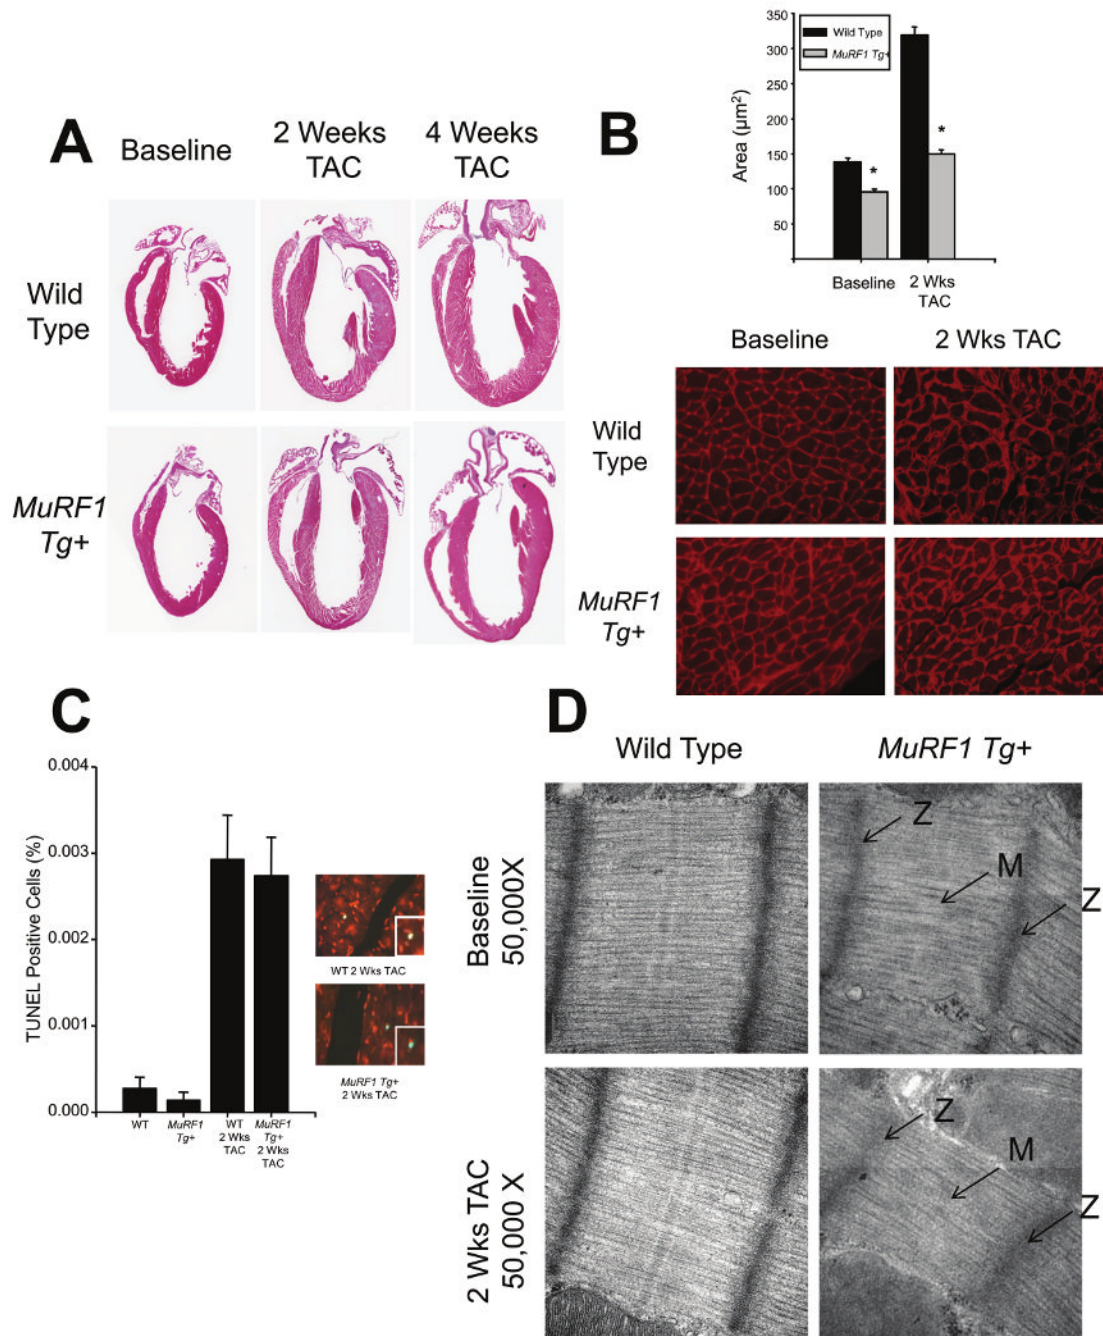 A
Baseline
2 Weeks
TAC
4 Weeks
TAC
Wild
Type
MuRF1
Tg+
B
350
300
250
200
150
100
50
Area (µm²)
Wild Type
MuRF1 Tg+
*
*
Baseline
2 Wks
TAC
Baseline
2 Wks TAC
Wild
Type
MuRF1
Tg+
C
0.004
0.003
0.002
0.001
0.000
TUNEL Positive Cells (%)
WT
MuRF1
Tg+
WT
2 Wks
TAC
MuRF1
Tg+
2 Wks
TAC
WT 2 Wks TAC
MuRF1 Tg+
2 Wks TAC
D
Wild Type
MuRF1 Tg+
Baseline
50,000X
Z
M
Z
2 Wks TAC
50,000 X
Z
M
Z